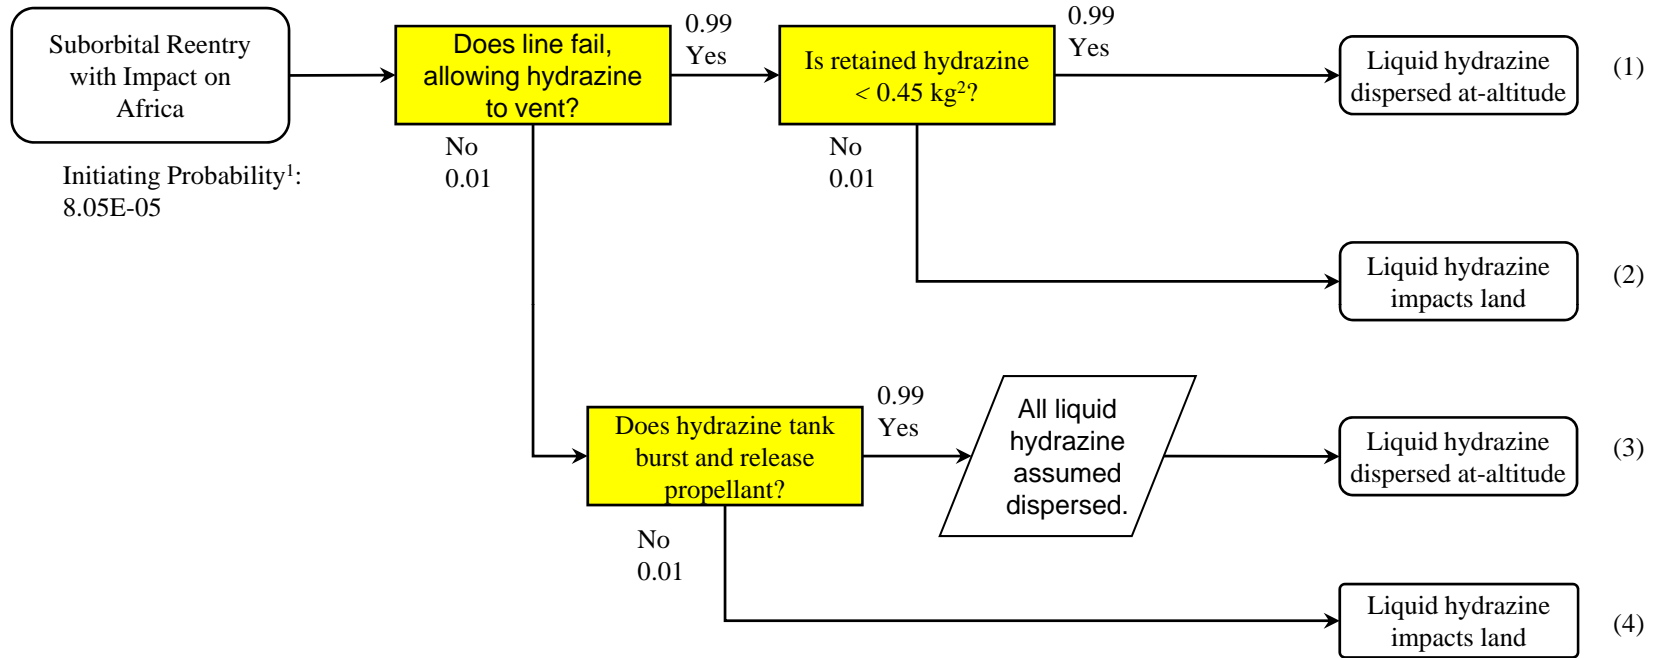 Suborbital Reentry
with Impact on
Africa
Initiating Probability¹:
8.05E-05
Does line fail,
allowing hydrazine
to vent?
0.99
Yes
No
0.01
Is retained hydrazine
< 0.45 kg²?
0.99
Yes
No
0.01
Liquid hydrazine
dispersed at-altitude
(1)
Liquid hydrazine
impacts land
(2)
Does hydrazine tank
burst and release
propellant?
0.99
Yes
No
0.01
All liquid
hydrazine
assumed
dispersed.
Liquid hydrazine
dispersed at-altitude
(3)
Liquid hydrazine
impacts land
(4)